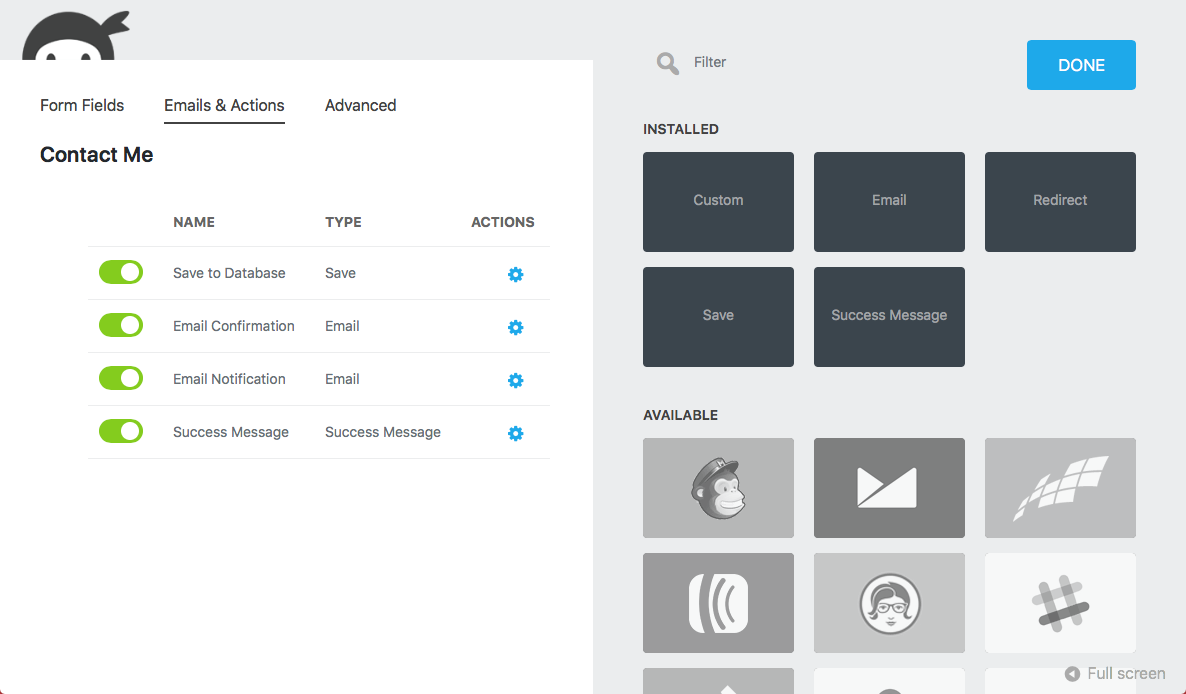 Form Fields Emails & Actions Advanced
Contact Me
NAME TYPE ACTIONS
Save to Database Save
Email Confirmation Email
Email Notification Email
Success Message Success Message
Filter
DONE
INSTALLED
Custom Email Redirect
Save Success Message
AVAILABLE
Full screen